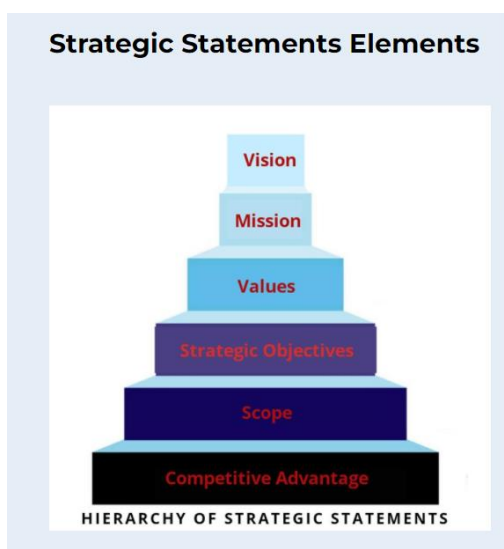 Strategic Statements Elements
Vision
Mission
Values
Strategic Objectives
Scope
Competitive Advantage
HIERARCHY OF STRATEGIC STATEMENTS